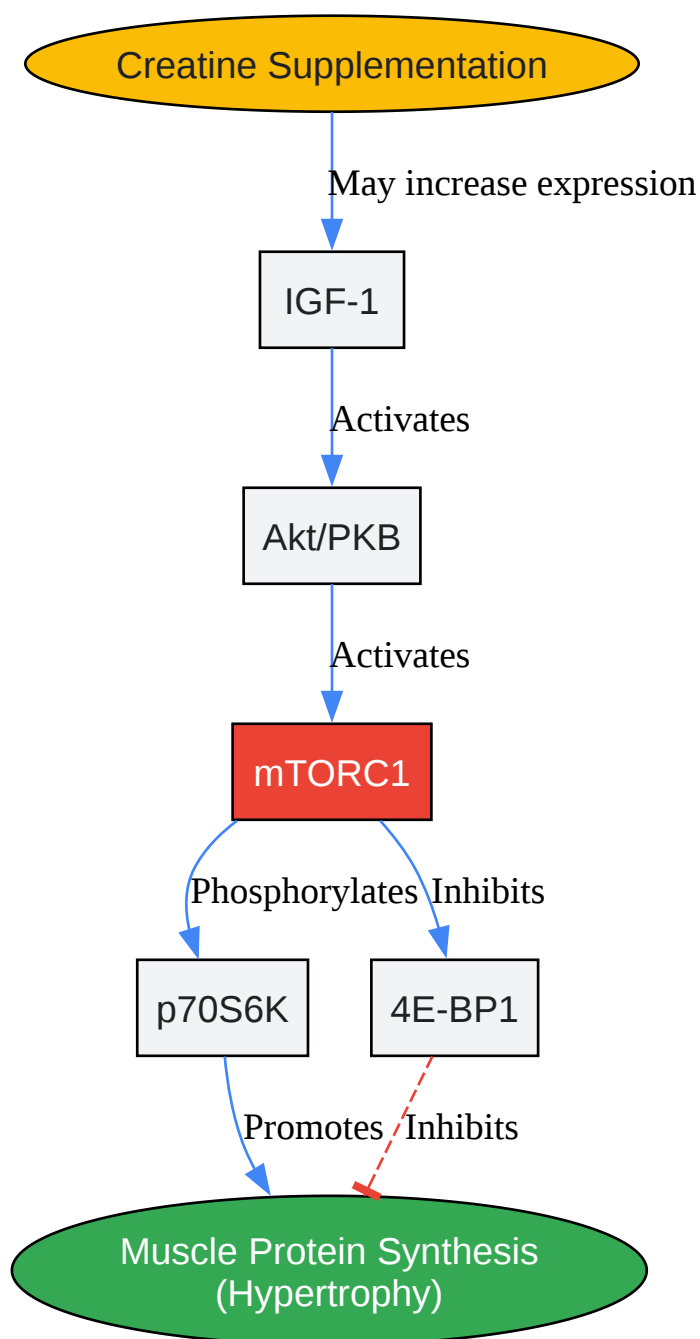 Creatine Supplementation
May increase expression
IGF-1
Activates
Akt/PKB
Activates
mTORC1
Phosphorylates
Inhibits
p70S6K
4E-BP1
Promotes
Inhibits
Muscle Protein Synthesis
(Hypertrophy)